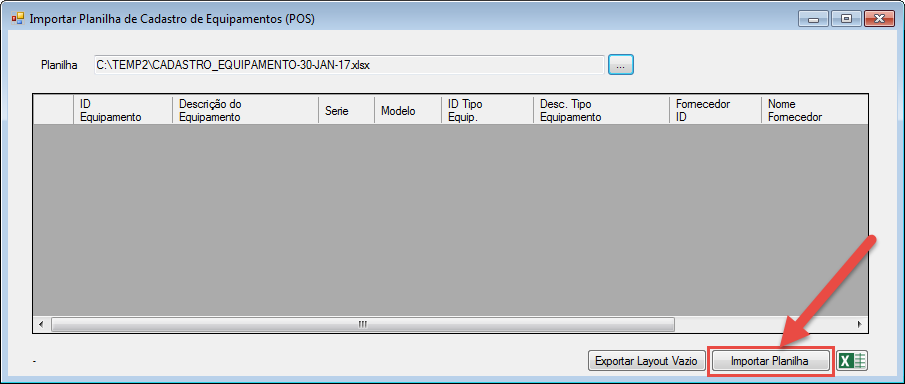 Importar Planilha de Cadastro de Equipamentos (POS)
Planilha C:\TEMP2\CADASTRO_EQUIPAMENTO-30-JAN-17.xlsx ...
ID Equipamento Descrição do Equipamento Serie Modelo ID Tipo Equip. Desc. Tipo Equipamento Fornecedor ID Nome Fornecedor
- Exportar Layout Vazio Importar Planilha